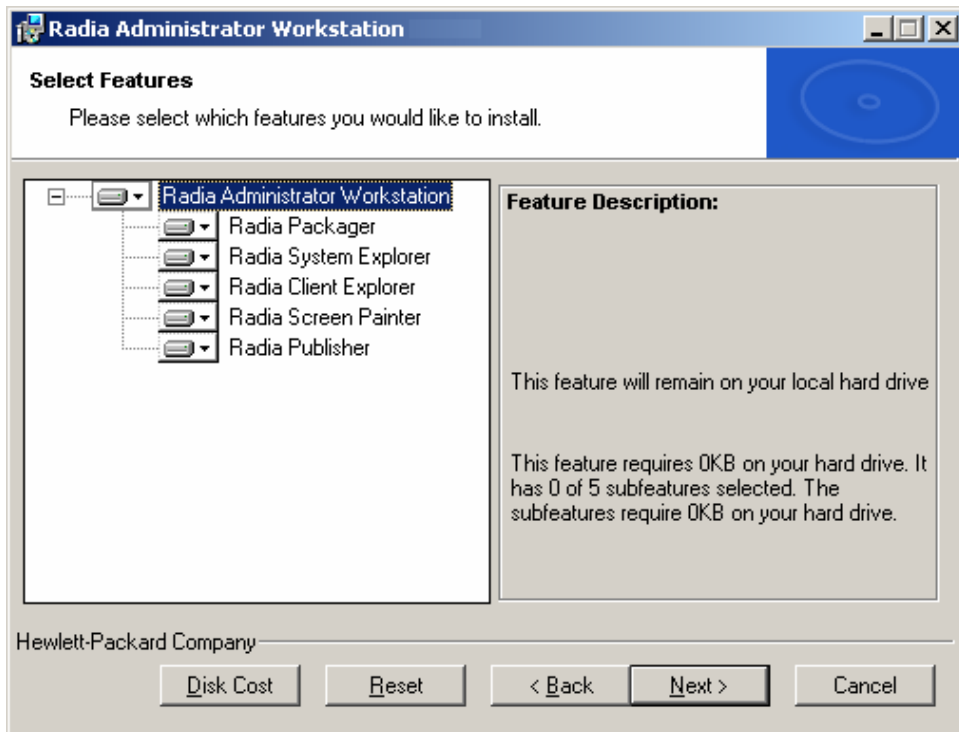 Radia Administrator Workstation
Select Features
Please select which features you would like to install.
Radia Administrator Workstation
Radia Packager
Radia System Explorer
Radia Client Explorer
Radia Screen Painter
Radia Publisher
Feature Description:
This feature will remain on your local hard drive
This feature requires 0KB on your hard drive. It
has 0 of 5 subfeatures selected. The
subfeatures require 0KB on your hard drive.
Hewlett-Packard Company
Disk Cost
Reset
< Back
Next >
Cancel